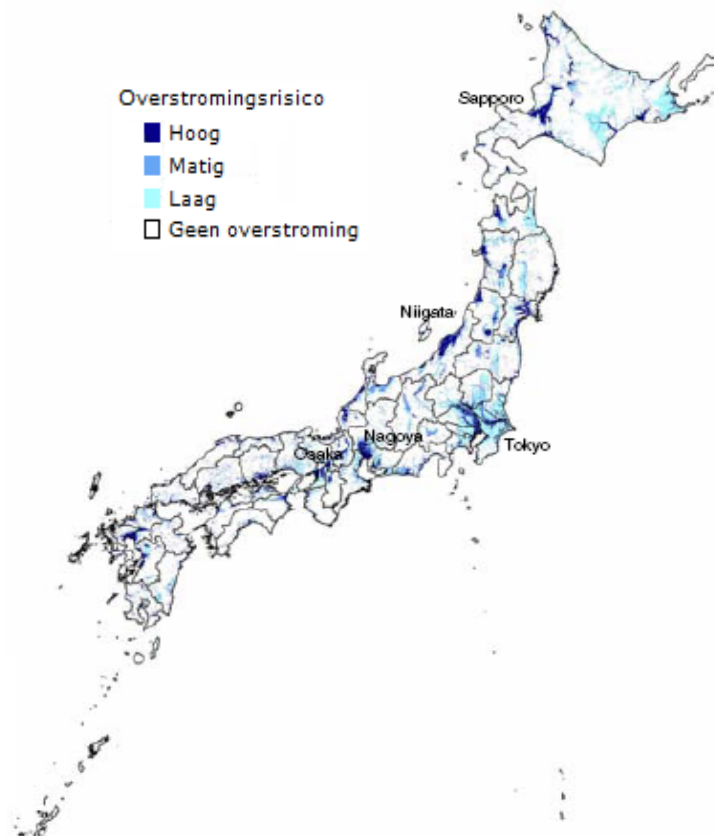 Sapporo
Overstromingsrisico
Hoog
Matig
Laag
Geen overstroming
Niigata
Nagoya
Osaka
Tokyo